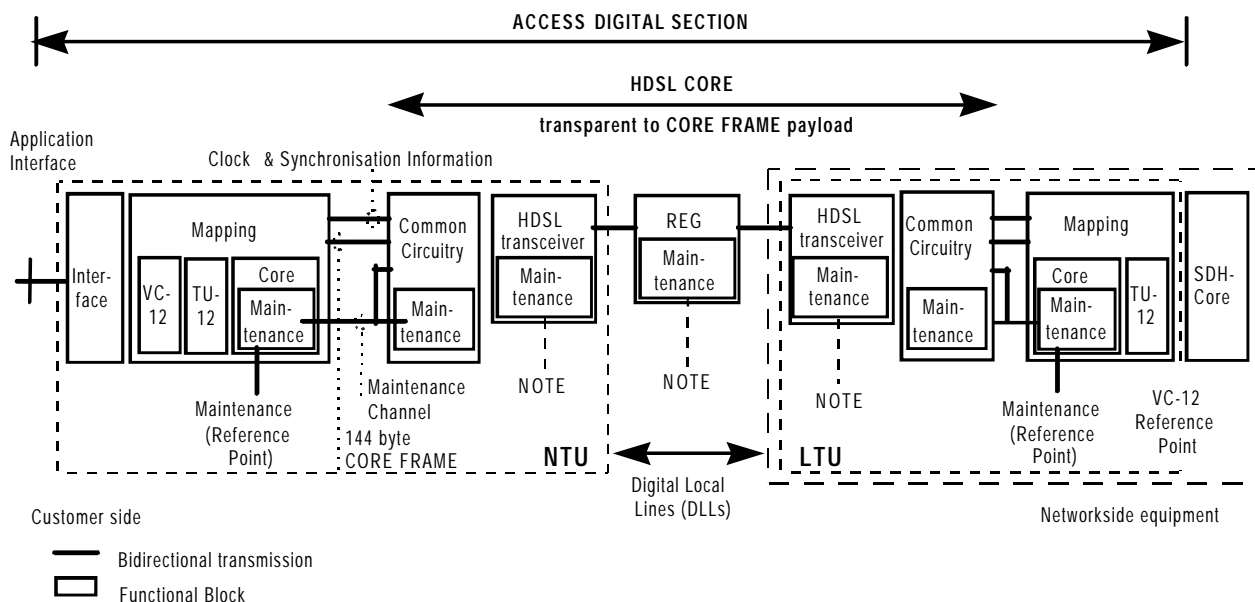 ACCESS DIGITAL SECTION
HDSL CORE
transparent to CORE FRAME payload
Application
Interface
Clock & Synchronisation Information
Inter-
face
Mapping
VC-
12
TU-
12
Core
Main-
tenance
Common
Circuitry
Main-
tenance
HDSL
transceiver
Main-
tenance
REG
Main-
tenance
HDSL
transceiver
Main-
tenance
Common
Circuitry
Main-
tenance
Mapping
Core
Main-
tenance
TU-
12
SDH-
Core
NOTE
NOTE
NOTE
Maintenance
(Reference
Point)
Maintenance
Channel
144 byte
CORE FRAME
NTU
Digital Local
Lines (DLLs)
LTU
Maintenance
(Reference
Point)
VC-12
Reference
Point
Customer side
Networkside equipment
Bidirectional transmission
Functional Block